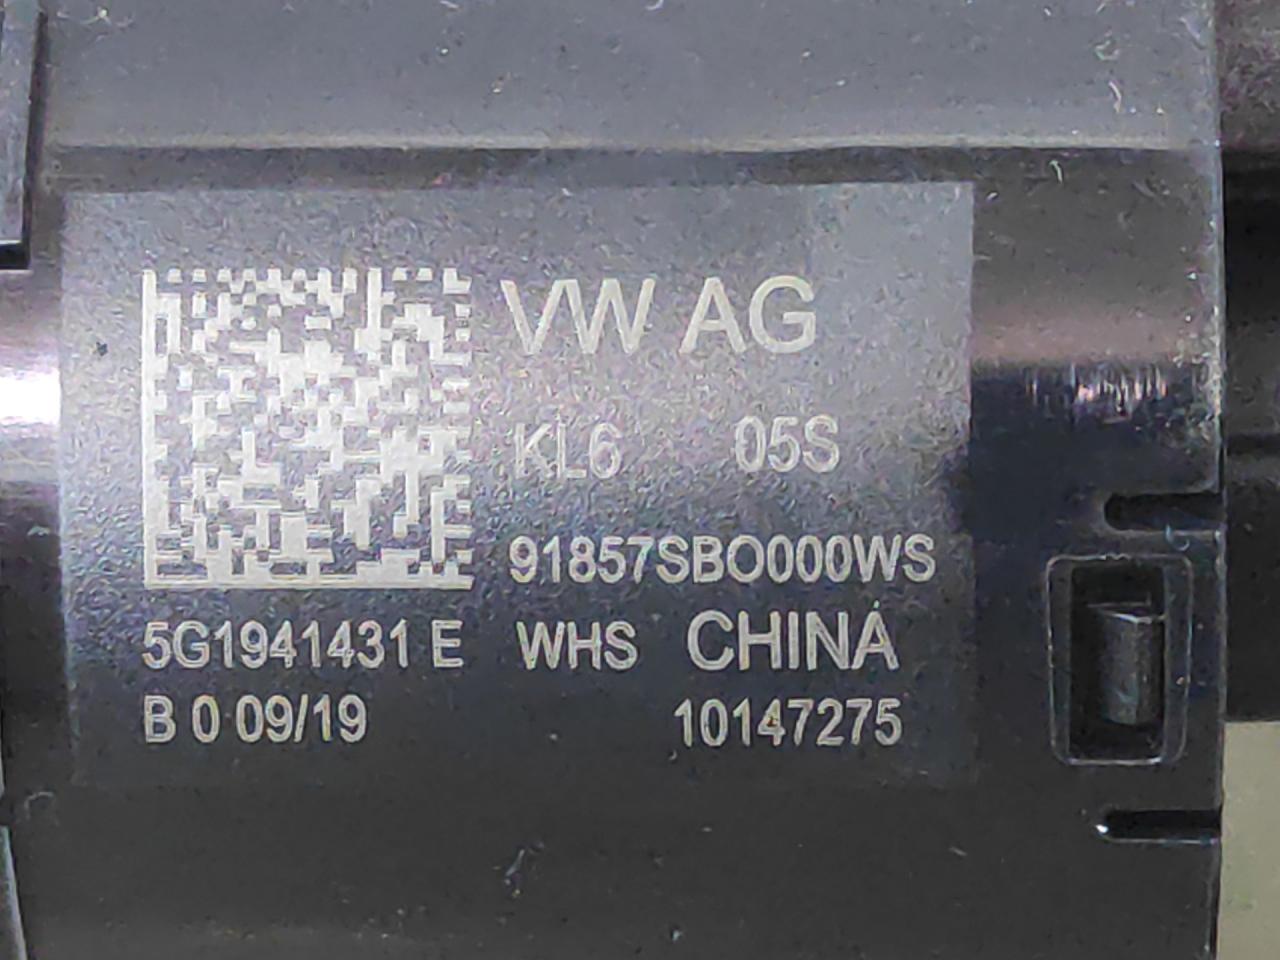 VW AG
KL6 05S
91857SBO000WS
5G1941431 E WHS CHINA
B 0 09/19 10147275